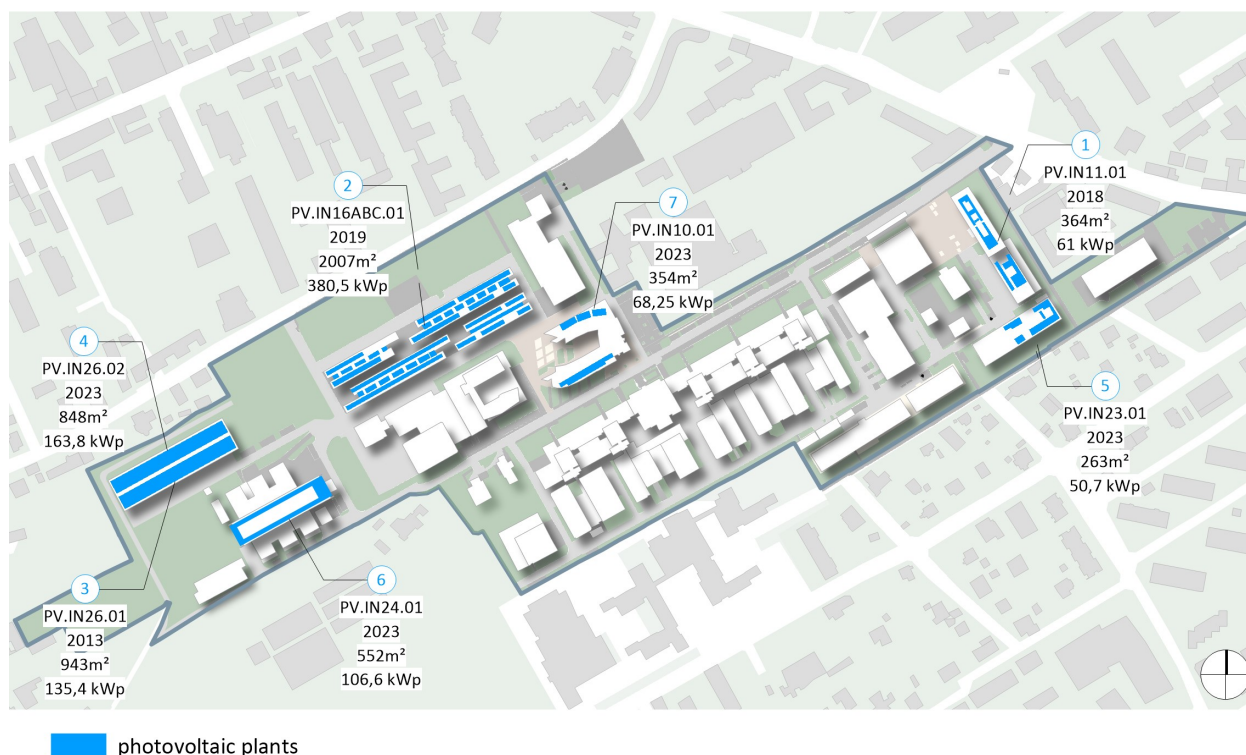 1
PV.IN11.01
2018
364m²
61 kWp
2
PV.IN16ABC.01
2019
2007m²
380,5 kWp
7
PV.IN10.01
2023
354m²
68,25 kWp
4
PV.IN26.02
2023
848m²
163,8 kWp
5
PV.IN23.01
2023
263m²
50,7 kWp
3
PV.IN26.01
2013
943m²
135,4 kWp
6
PV.IN24.01
2023
552m²
106,6 kWp
photovoltaic plants